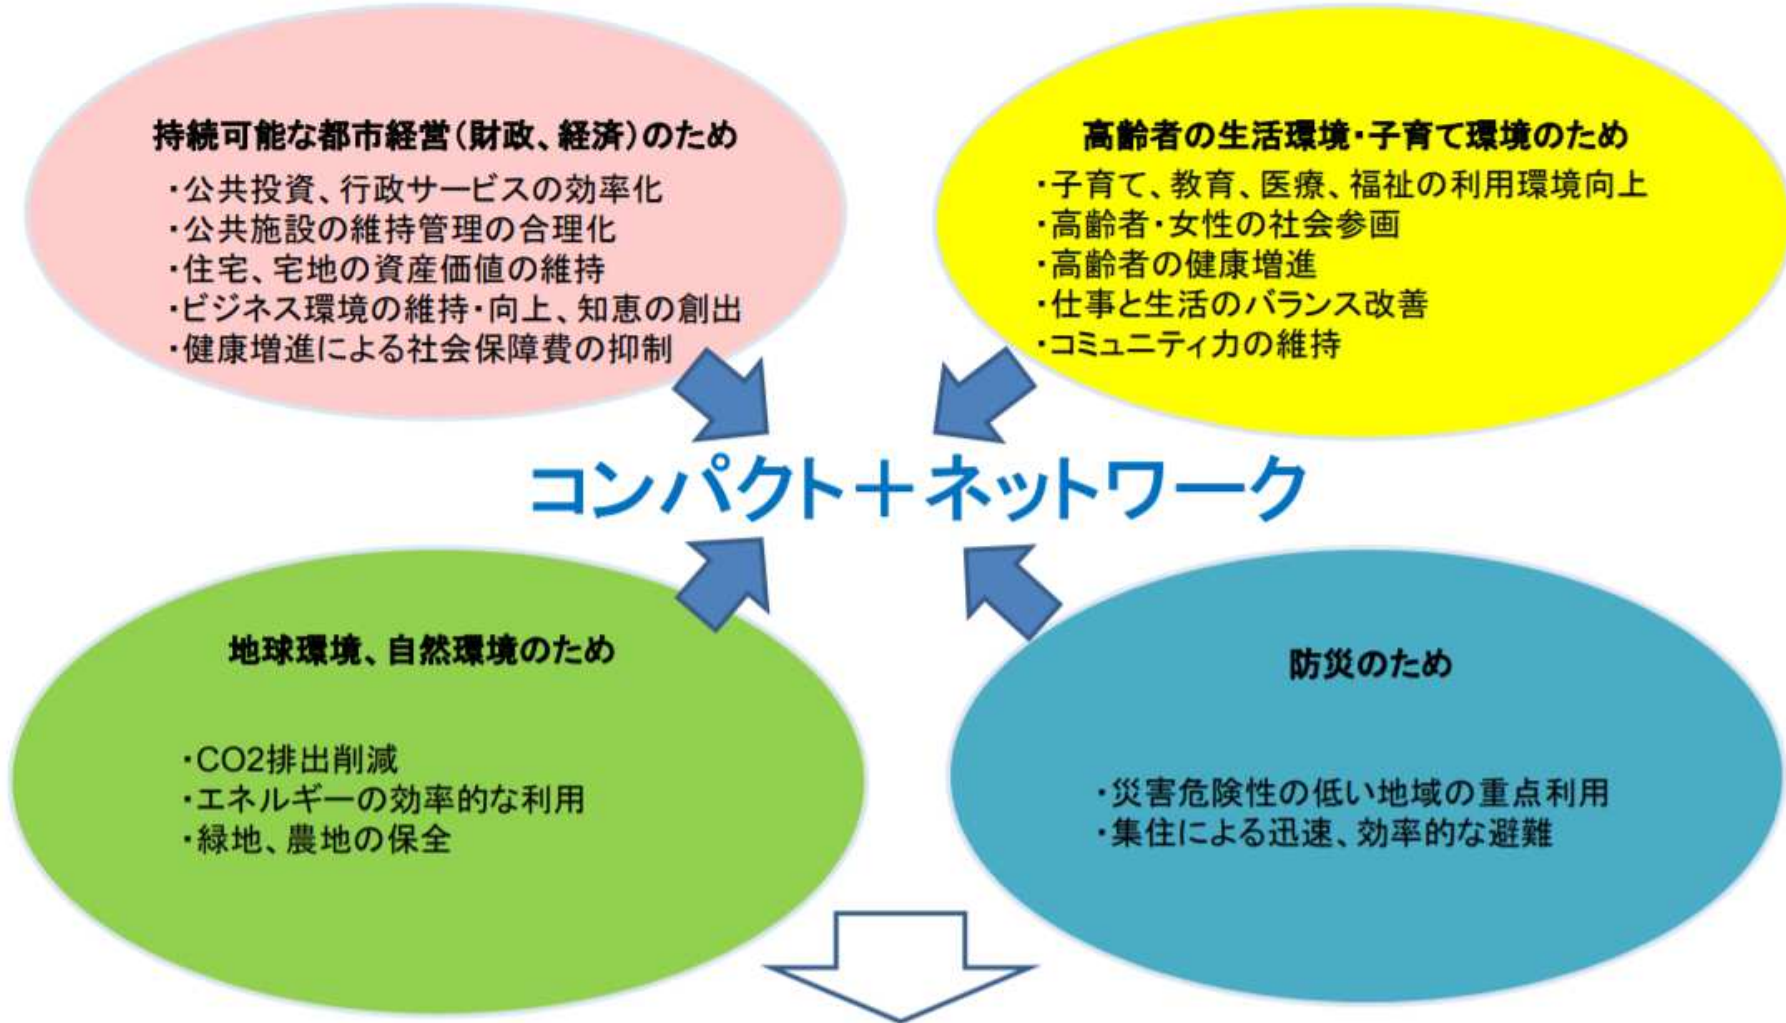 持続可能な都市経営(財政、経済)のため
・公共投資、行政サービスの効率化
・公共施設の維持管理の合理化
・住宅、宅地の資産価値の維持
・ビジネス環境の維持・向上、知恵の創出
・健康増進による社会保障費の抑制
高齢者の生活環境・子育て環境のため
・子育て、教育、医療、福祉の利用環境向上
・高齢者・女性の社会参画
・高齢者の健康増進
・仕事と生活のバランス改善
・コミュニティ力の維持
コンパクト+ネットワーク
地球環境、自然環境のため
・CO2排出削減
・エネルギーの効率的な利用
・緑地、農地の保全
防災のため
・災害危険性の低い地域の重点利用
・集住による迅速、効率的な避難